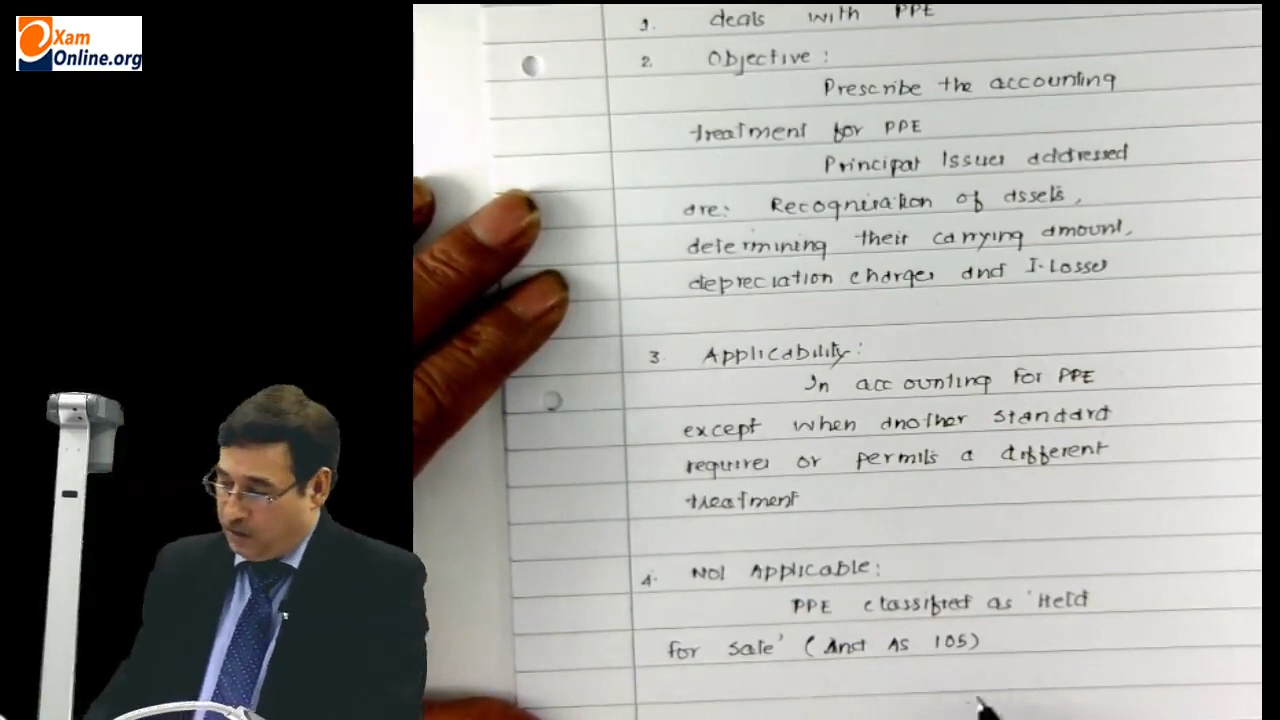 Xam
Online.org
1. deals with PPE
2. Objective :
Prescribe the accounting
treatment for PPE
Principal Issues addressed
are: Recognization of assets,
determining their carrying amount,
depreciation charges and I.Losses
3. Applicability:
In accounting for PPE
except when another standard
requires or permits a different
treatment
4. Not Applicable:
PPE classified as 'Held
for sale' (Ind AS 105)